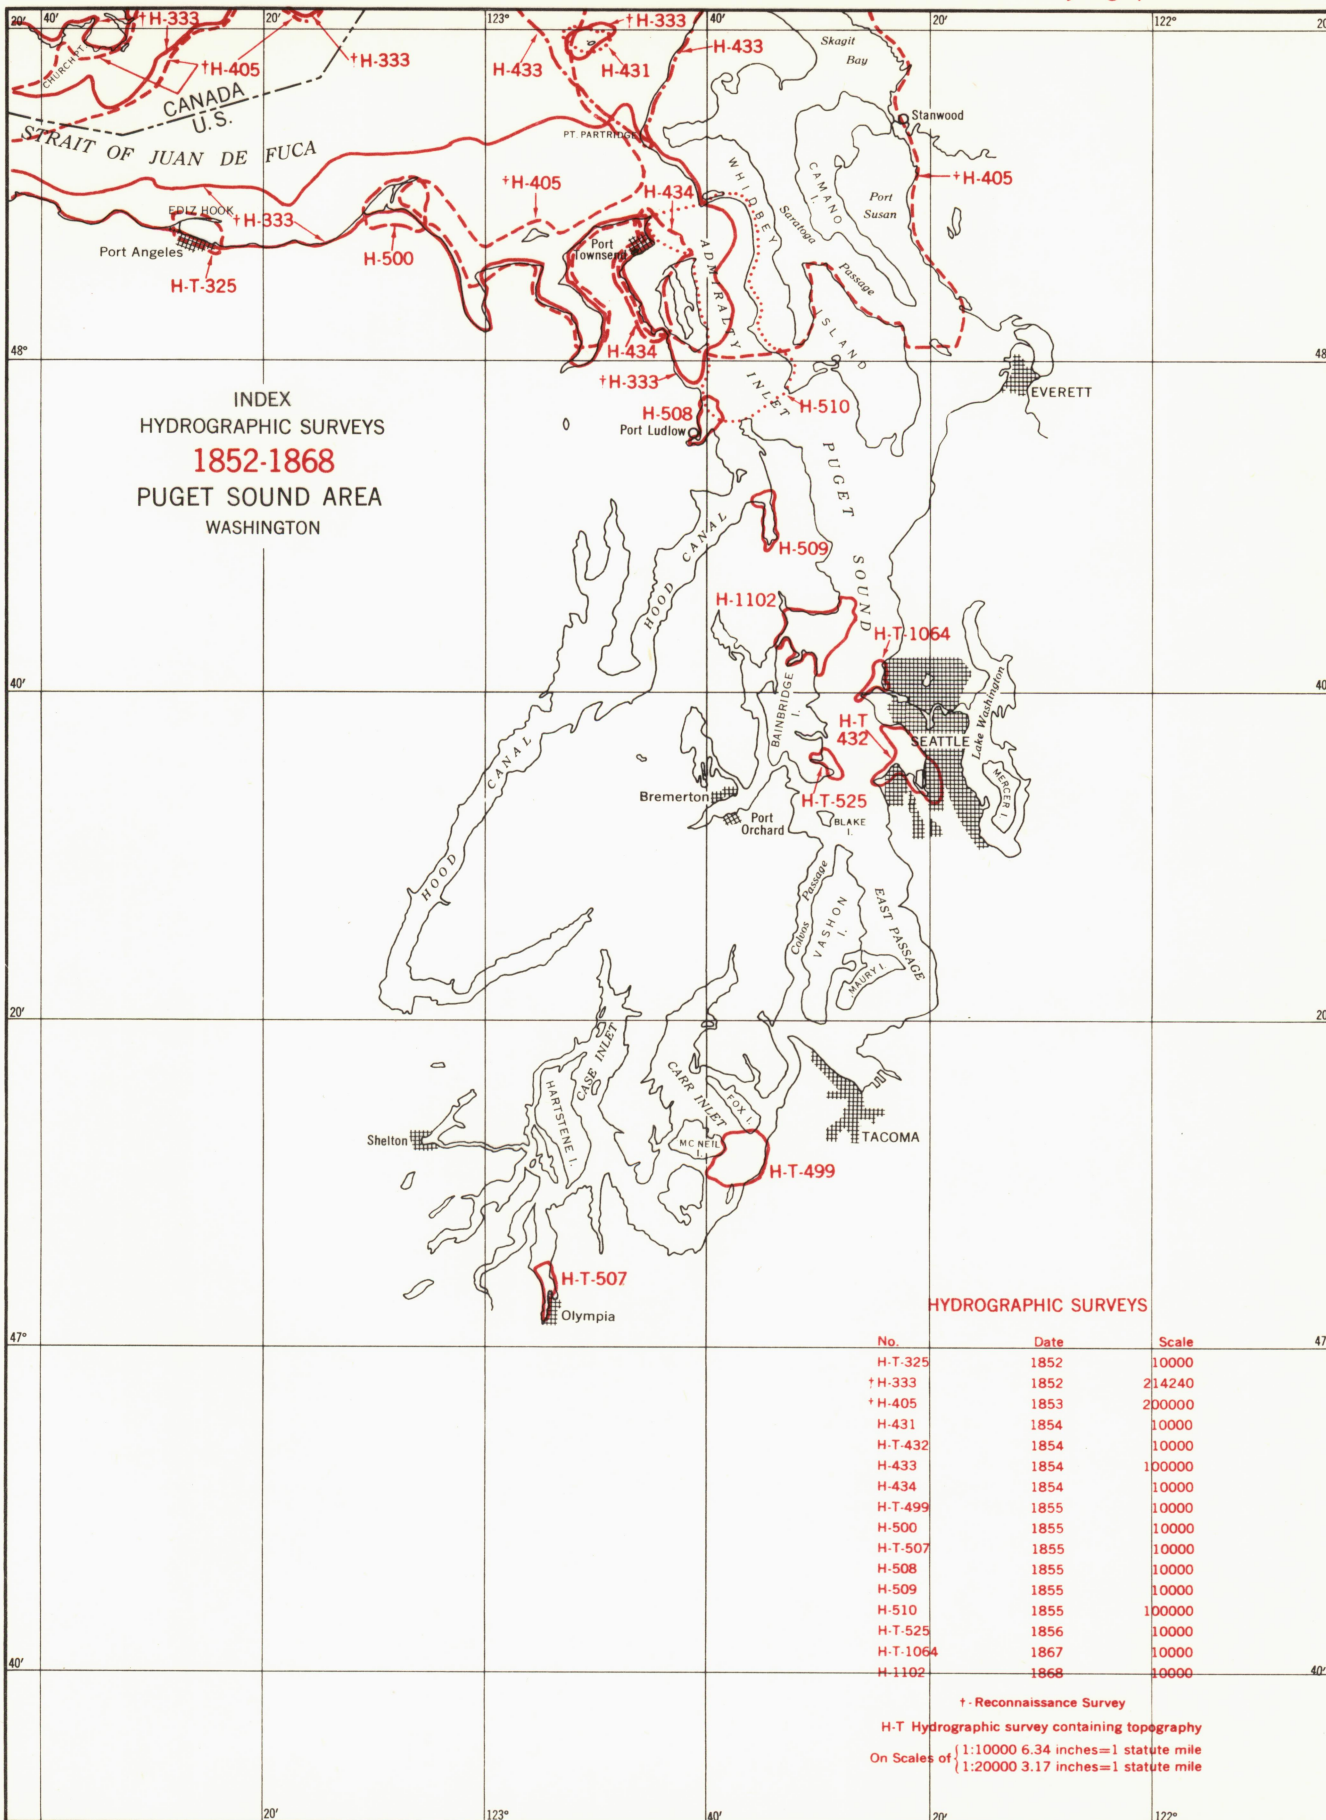 20' 40' 20' 123° 40' 20' 122° 20'
†H-333
†H-333
†H-405
†H-333
H-433
H-433
H-431
CHURCH PT.
CANADA
U.S.
STRAIT OF JUAN DE FUCA
Skagit
Bay
Stanwood
PT. PARTRIDGE
†H-405
†H-405
H-434
WHIDBEY
ISLAND
CAMANO
I.
Saratoga
Passage
Port
Susan
EDIZ HOOK
†H-333
Port Angeles
H-T-325
H-500
Port
Townsend
ADMIRALTY
INLET
H-434
†H-333
48°
48
H-508
Port Ludlow
H-510
EVERETT
INDEX
HYDROGRAPHIC SURVEYS
1852-1868
PUGET SOUND AREA
WASHINGTON
PUGET
SOUND
HOOD CANAL
H-509
H-1102
H-T-1064
40'
40
BAINBRIDGE
I.
H-T
432
SEATTLE
Lake Washington
MERCER I.
HOOD CANAL
Bremerton
H-T-525
Port
Orchard
BLAKE
I.
Colvos Passage
VASHON
I.
EAST PASSAGE
MAURY I.
20'
20
CASE INLET
HARTSTENE I.
CARR INLET
FOX I.
Shelton
MC NEIL
I.
TACOMA
H-T-499
H-T-507
Olympia
47°
47
HYDROGRAPHIC SURVEYS
No. Date Scale
H-T-325 1852 10000
†H-333 1852 214240
†H-405 1853 200000
H-431 1854 10000
H-T-432 1854 10000
H-433 1854 100000
H-434 1854 10000
H-T-499 1855 10000
H-500 1855 10000
H-T-507 1855 10000
H-508 1855 10000
H-509 1855 10000
H-510 1855 100000
H-T-525 1856 10000
H-T-1064 1867 10000
H-1102 1868 10000
40'
40'
†-Reconnaissance Survey
H-T Hydrographic survey containing topography
On Scales of { 1:10000 6.34 inches=1 statute mile
{ 1:20000 3.17 inches=1 statute mile
20' 123° 40' 20' 122°